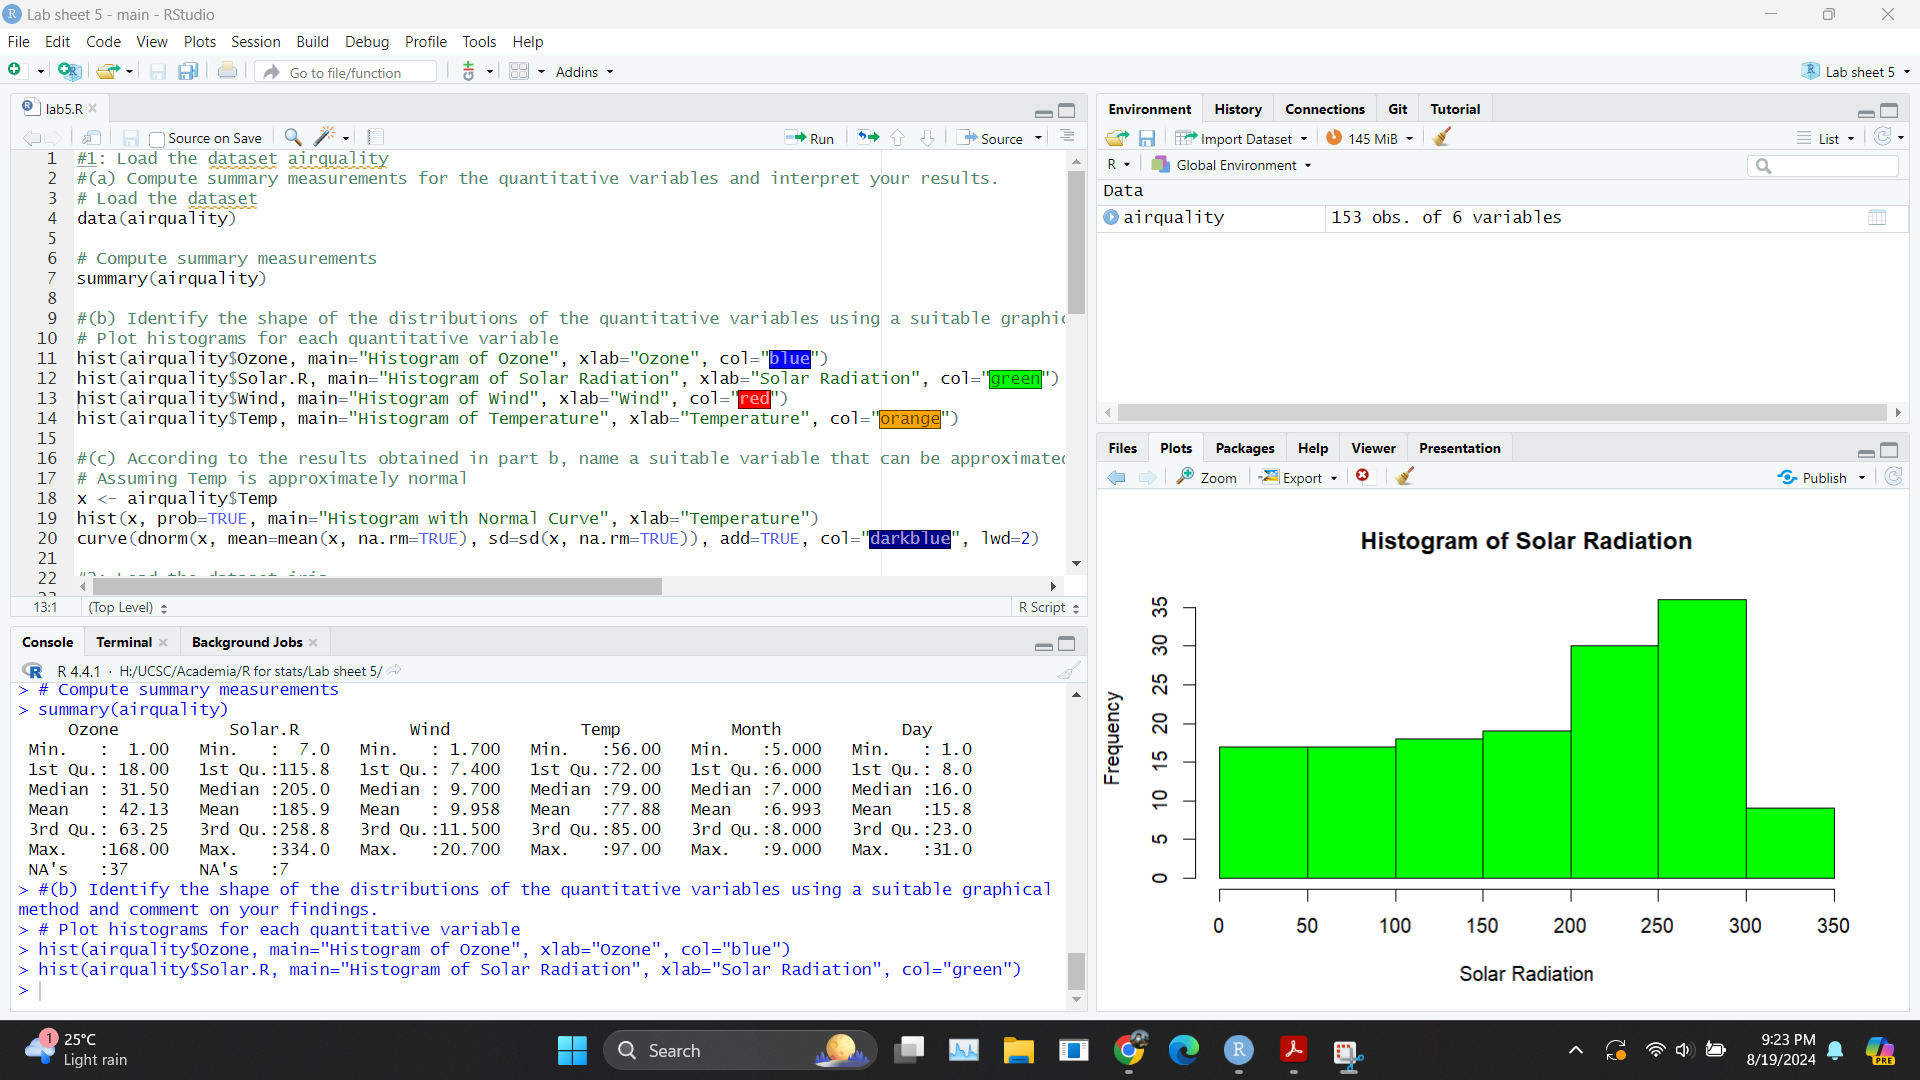 Lab sheet 5 - main - RStudio
File Edit Code View Plots Session Build Debug Profile Tools Help
Go to file/function Addins Lab sheet 5
lab5.R
Source on Save Run Source
1 #1: Load the dataset airquality
2 #(a) Compute summary measurements for the quantitative variables and interpret your results.
3 # Load the dataset
4 data(airquality)
5
6 # Compute summary measurements
7 summary(airquality)
8
9 #(b) Identify the shape of the distributions of the quantitative variables using a suitable graphic
10 # Plot histograms for each quantitative variable
11 hist(airquality$Ozone, main="Histogram of Ozone", xlab="Ozone", col="blue")
12 hist(airquality$Solar.R, main="Histogram of Solar Radiation", xlab="Solar Radiation", col="green")
13 hist(airquality$Wind, main="Histogram of Wind", xlab="Wind", col="red")
14 hist(airquality$Temp, main="Histogram of Temperature", xlab="Temperature", col="orange")
15
16 #(c) According to the results obtained in part b, name a suitable variable that can be approximated
17 # Assuming Temp is approximately normal
18 x <- airquality$Temp
19 hist(x, prob=TRUE, main="Histogram with Normal Curve", xlab="Temperature")
20 curve(dnorm(x, mean=mean(x, na.rm=TRUE), sd=sd(x, na.rm=TRUE)), add=TRUE, col="darkblue", lwd=2)
21
22
13:1 (Top Level) R Script
Console Terminal Background Jobs
R 4.4.1 · H:/UCSC/Academia/R for stats/Lab sheet 5/
> # Compute summary measurements
> summary(airquality)
Ozone Solar.R Wind Temp Month Day
Min. : 1.00 Min. : 7.0 Min. : 1.700 Min. :56.00 Min. :5.000 Min. : 1.0
1st Qu.: 18.00 1st Qu.:115.8 1st Qu.: 7.400 1st Qu.:72.00 1st Qu.:6.000 1st Qu.: 8.0
Median : 31.50 Median :205.0 Median : 9.700 Median :79.00 Median :7.000 Median :16.0
Mean : 42.13 Mean :185.9 Mean : 9.958 Mean :77.88 Mean :6.993 Mean :15.8
3rd Qu.: 63.25 3rd Qu.:258.8 3rd Qu.:11.500 3rd Qu.:85.00 3rd Qu.:8.000 3rd Qu.:23.0
Max. :168.00 Max. :334.0 Max. :20.700 Max. :97.00 Max. :9.000 Max. :31.0
NA's :37 NA's :7
> #(b) Identify the shape of the distributions of the quantitative variables using a suitable graphical
method and comment on your findings.
> # Plot histograms for each quantitative variable
> hist(airquality$Ozone, main="Histogram of Ozone", xlab="Ozone", col="blue")
> hist(airquality$Solar.R, main="Histogram of Solar Radiation", xlab="Solar Radiation", col="green")
>
Environment History Connections Git Tutorial
Import Dataset 145 MiB List
R Global Environment
Data
airquality 153 obs. of 6 variables
Files Plots Packages Help Viewer Presentation
Zoom Export Publish
Histogram of Solar Radiation
Frequency
35
30
25
20
15
10
5
0
0 50 100 150 200 250 300 350
Solar Radiation
1 25°C
Light rain
Search
9:23 PM
8/19/2024
PRE